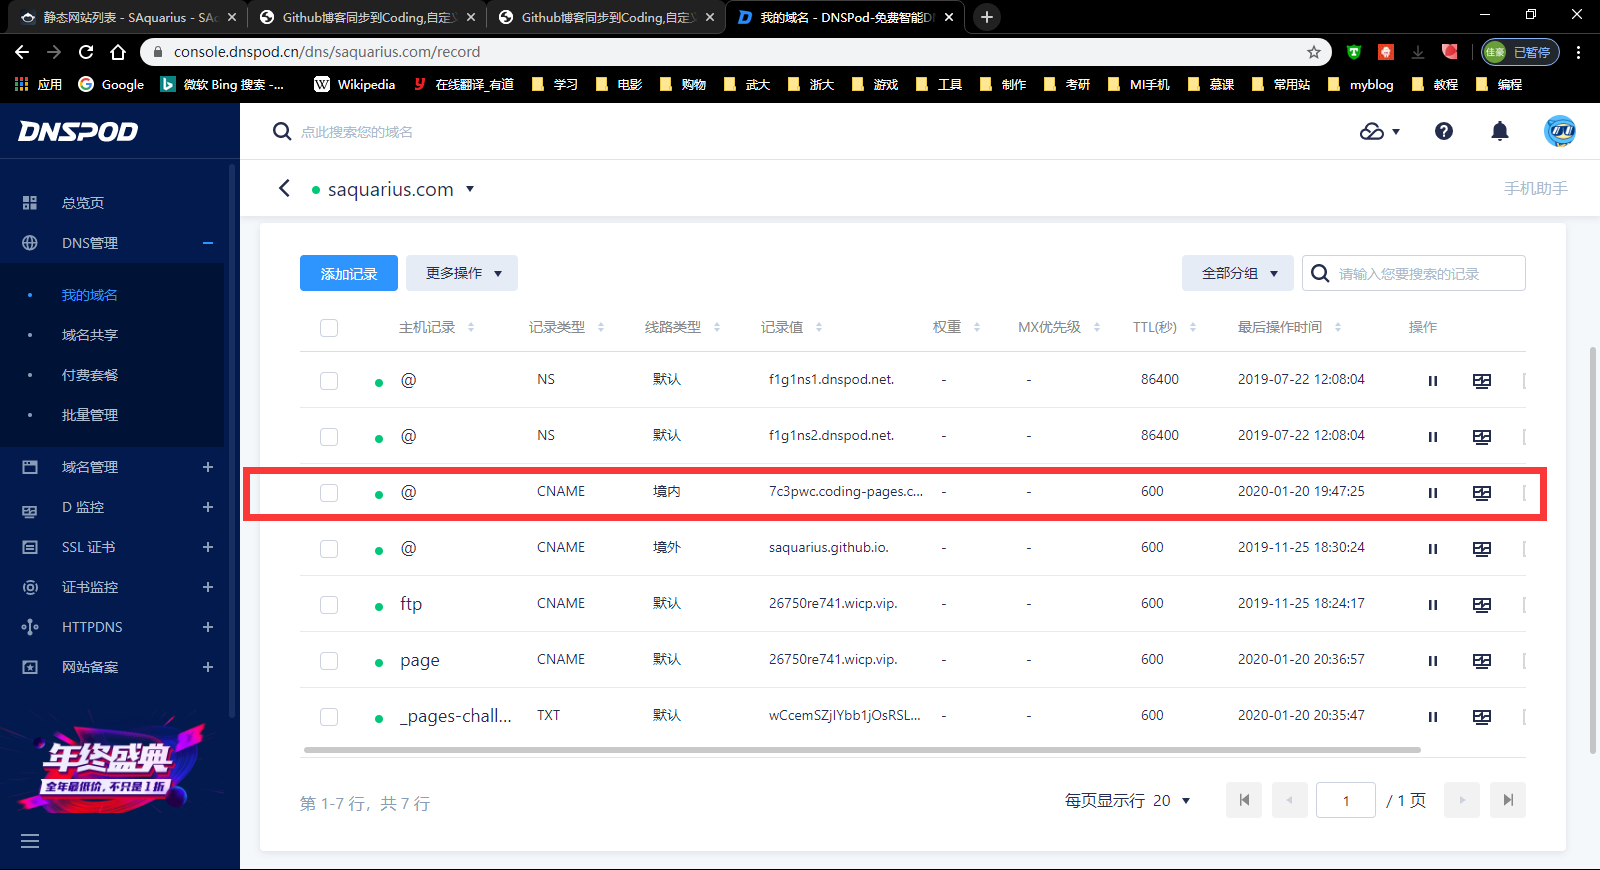 静态网站列表 - SAquarius - SA
Github博客同步到Coding,自定义
Github博客同步到Coding,自定义
我的域名 - DNSPod-免费智能D
console.dnspod.cn/dns/saquarius.com/record
佳豪 已暂停
应用 Google 微软 Bing 搜索 -... Wikipedia 在线翻译_有道 学习 电影 购物 武大 浙大 游戏 工具 制作 考研 MI手机 慕课 常用站 myblog 教程 编程
DNSPOD
点此搜索您的域名
saquarius.com
手机助手
总览页
DNS管理
我的域名
域名共享
付费套餐
批量管理
域名管理
D 监控
SSL 证书
证书监控
HTTPDNS
网站备案
年终盛典
全年最低价，不只是1折
添加记录 更多操作 全部分组 请输入您要搜索的记录
主机记录 记录类型 线路类型 记录值 权重 MX优先级 TTL(秒) 最后操作时间 操作
@ NS 默认 f1g1ns1.dnspod.net. - - 86400 2019-07-22 12:08:04
@ NS 默认 f1g1ns2.dnspod.net. - - 86400 2019-07-22 12:08:04
@ CNAME 境内 7c3pwc.coding-pages.c... - - 600 2020-01-20 19:47:25
@ CNAME 境外 saquarius.github.io. - - 600 2019-11-25 18:30:24
ftp CNAME 默认 26750re741.wicp.vip. - - 600 2019-11-25 18:24:17
page CNAME 默认 26750re741.wicp.vip. - - 600 2020-01-20 20:36:57
_pages-chall... TXT 默认 wCcemSZjIYbb1jOsRSL... - - 600 2020-01-20 20:35:47
第 1-7 行，共 7 行
每页显示行 20
1 / 1 页